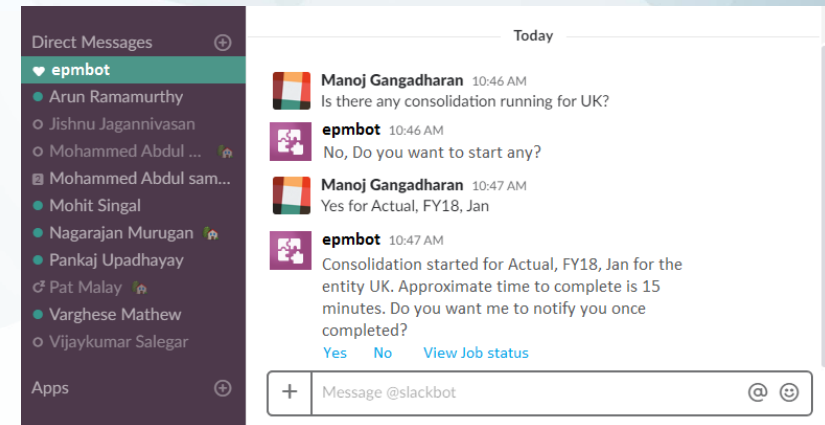 Direct Messages
epmbot
Arun Ramamurthy
Jishnu Jagannivasan
Mohammed Abdul ...
2 Mohammed Abdul sam...
Mohit Singal
Nagarajan Murugan
Pankaj Upadhayay
Pat Malay
Varghese Mathew
Vijaykumar Salegar
Apps
Today
Manoj Gangadharan 10:46 AM
Is there any consolidation running for UK?
epmbot 10:46 AM
No, Do you want to start any?
Manoj Gangadharan 10:47 AM
Yes for Actual, FY18, Jan
epmbot 10:47 AM
Consolidation started for Actual, FY18, Jan for the
entity UK. Approximate time to complete is 15
minutes. Do you want me to notify you once
completed?
Yes No View Job status
+ Message @slackbot @